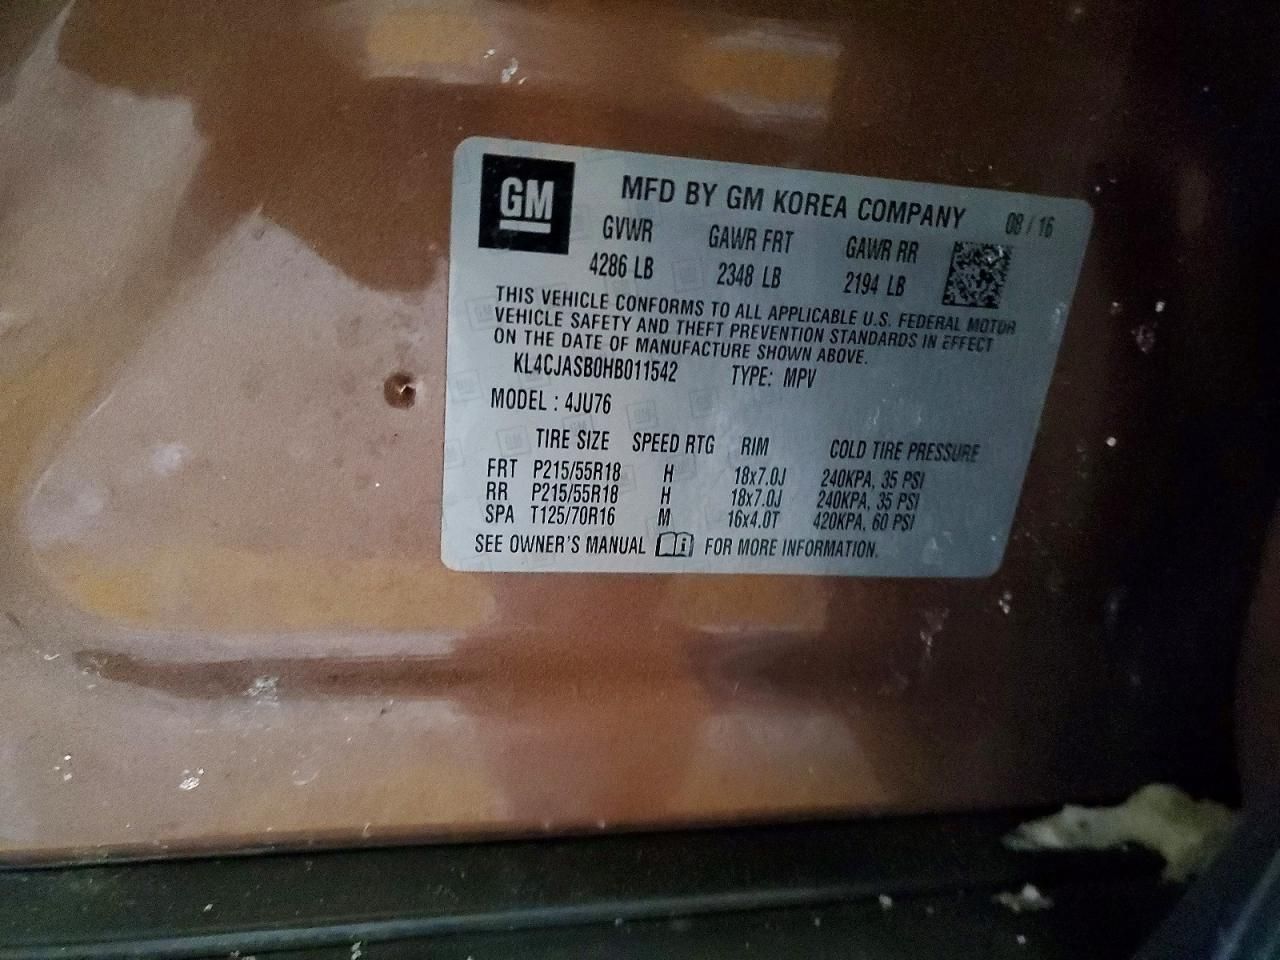 GM
MFD BY GM KOREA COMPANY 08 / 16
GVWR GAWR FRT GAWR RR
4286 LB 2348 LB 2194 LB
THIS VEHICLE CONFORMS TO ALL APPLICABLE U.S. FEDERAL MOTOR
VEHICLE SAFETY AND THEFT PREVENTION STANDARDS IN EFFECT
ON THE DATE OF MANUFACTURE SHOWN ABOVE.
KL4CJASB0HB011542 TYPE: MPV
MODEL : 4JU76
TIRE SIZE SPEED RTG RIM COLD TIRE PRESSURE
FRT P215/55R18 H 18x7.0J 240KPA, 35 PSI
RR P215/55R18 H 18x7.0J 240KPA, 35 PSI
SPA T125/70R16 M 16x4.0T 420KPA, 60 PSI
SEE OWNER'S MANUAL i FOR MORE INFORMATION.